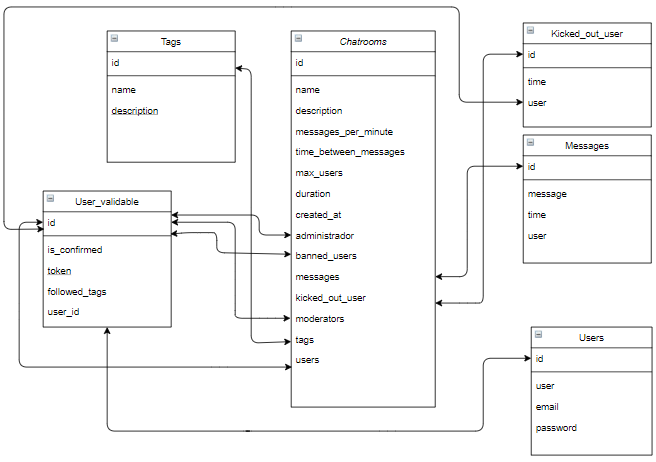 Tags
id
name
description
Chatrooms
id
name
description
messages_per_minute
time_between_messages
max_users
duration
created_at
administrador
banned_users
messages
kicked_out_user
moderators
tags
users
Kicked_out_user
id
time
user
Messages
id
message
time
user
User_validable
id
is_confirmed
token
followed_tags
user_id
Users
id
user
email
password